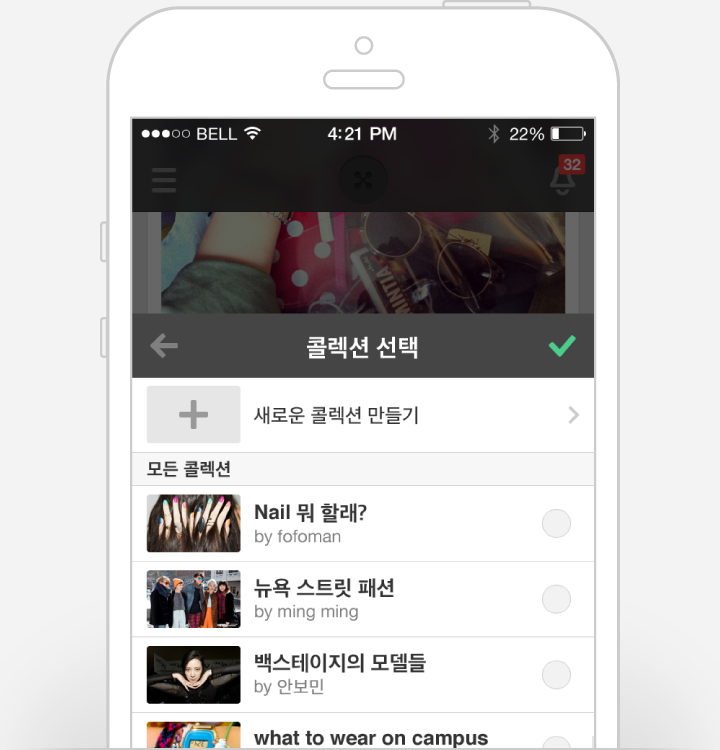 BELL 4:21 PM 22%
32
MINTIA
콜렉션 선택
새로운 콜렉션 만들기
모든 콜렉션
Nail 뭐 할래?
by fofoman
뉴욕 스트릿 패션
by ming ming
백스테이지의 모델들
by 안보민
what to wear on campus